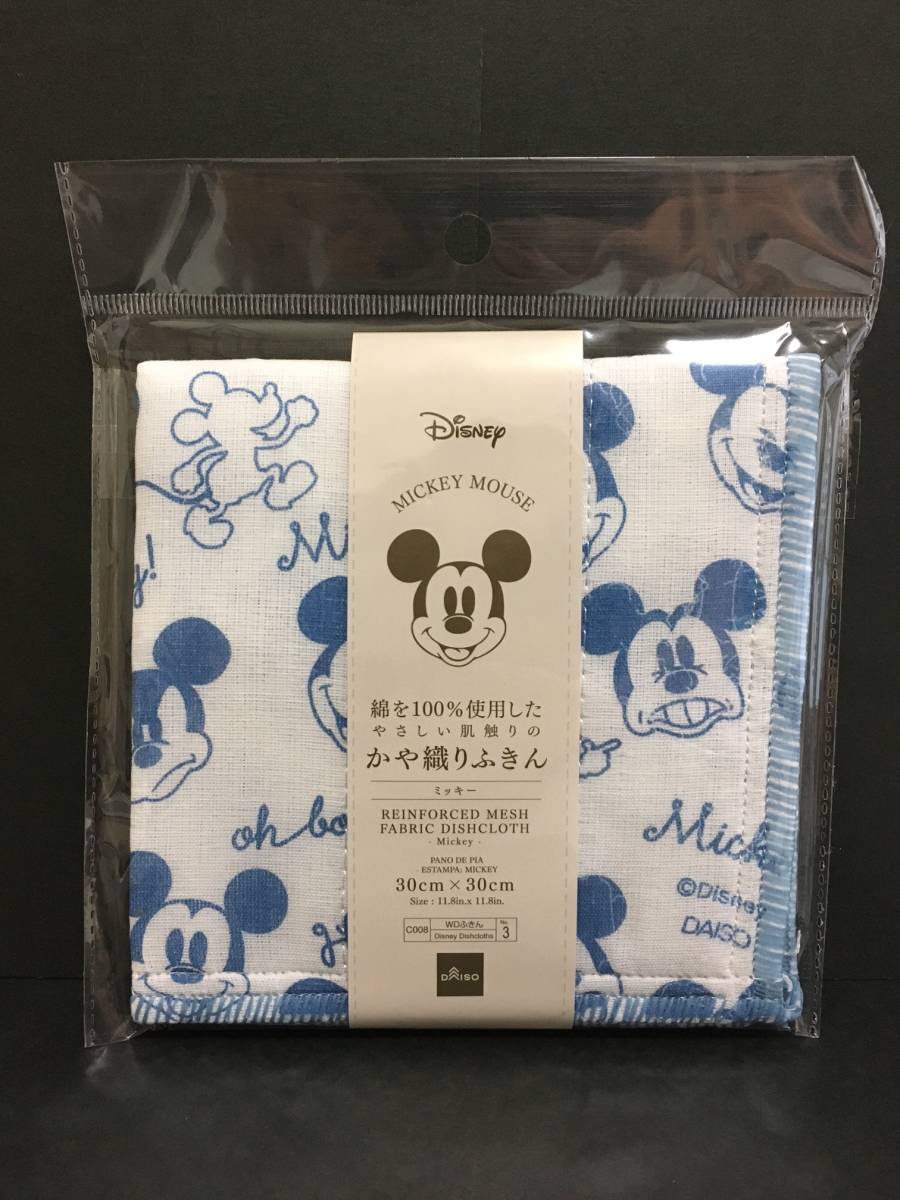 Disney
MICKEY MOUSE
綿を100%使用した
やさしい肌触りの
かや織りふきん
ミッキー
REINFORCED MESH
FABRIC DISHCLOTH
- Mickey -
PANO DE PIA
ESTAMPA: MICKEY
30cm×30cm
Size : 11.8in.x 11.8in.
C008 WDふきん No.
Disney Dishcloths 3
DAISO
oh bo
Mick
©Disney
DAISO